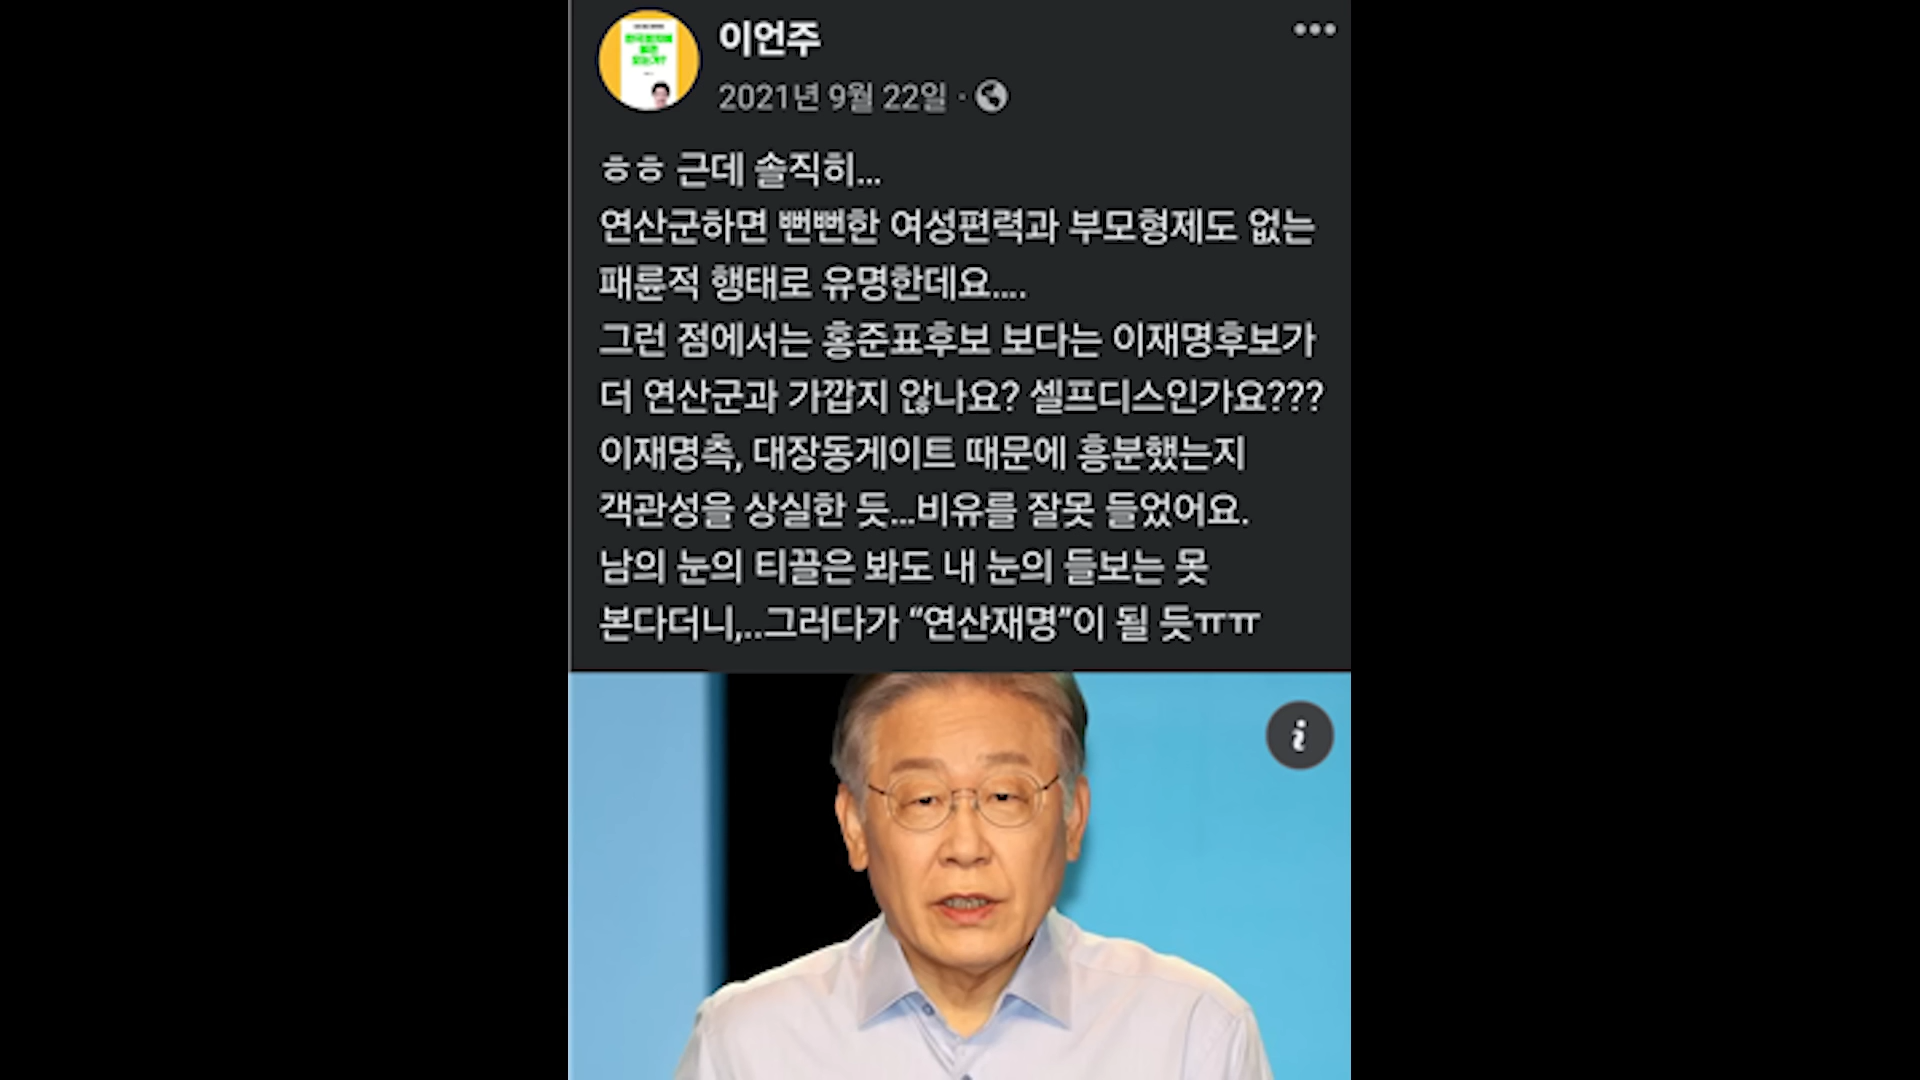 이언주
2021년 9월 22일
ㅎㅎ 근데 솔직히...
연산군하면 뻔뻔한 여성편력과 부모형제도 없는
패륜적 행태로 유명한데요....
그런 점에서는 홍준표후보 보다는 이재명후보가
더 연산군과 가깝지 않나요? 셀프디스인가요???
이재명측, 대장동게이트 때문에 흥분했는지
객관성을 상실한 듯...비유를 잘못 들었어요.
남의 눈의 티끌은 봐도 내 눈의 들보는 못
본다더니,..그러다가 “연산재명”이 될 듯ㅠㅠ